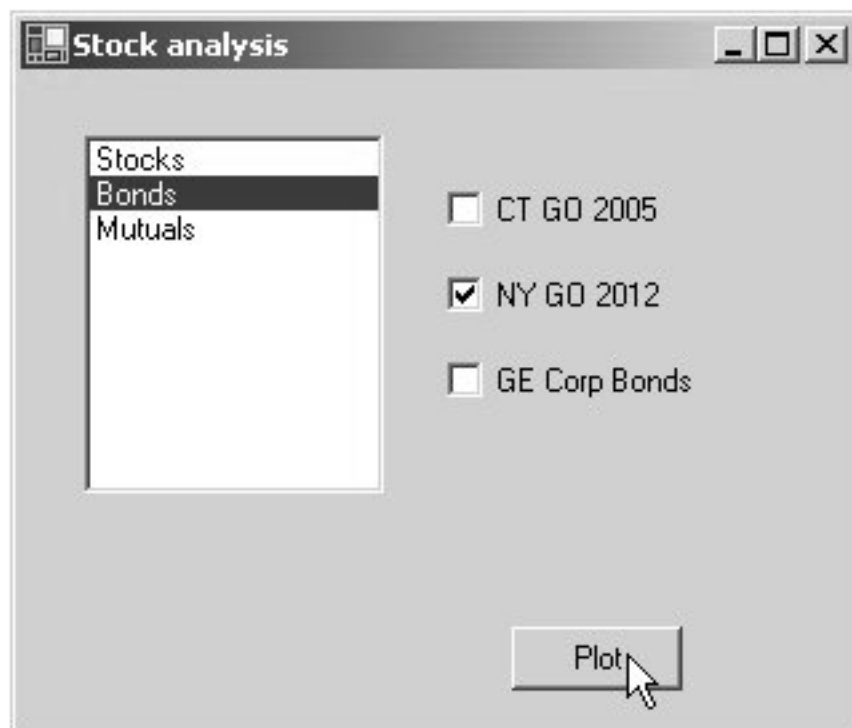 Stock analysis
Stocks
Bonds
Mutuals
CT GO 2005
NY GO 2012
GE Corp Bonds
Plot